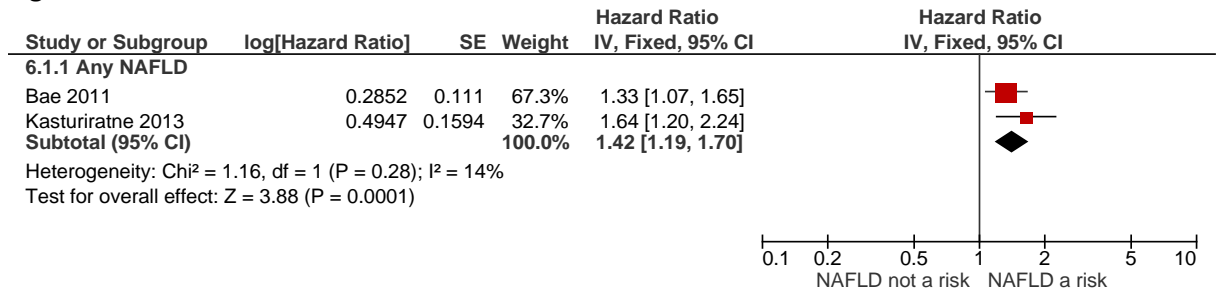 Hazard Ratio Hazard Ratio
Study or Subgroup log[Hazard Ratio] SE Weight IV, Fixed, 95% CI IV, Fixed, 95% CI
6.1.1 Any NAFLD
Bae 2011 0.2852 0.111 67.3% 1.33 [1.07, 1.65]
Kasturiratne 2013 0.4947 0.1594 32.7% 1.64 [1.20, 2.24]
Subtotal (95% CI) 100.0% 1.42 [1.19, 1.70]
Heterogeneity: Chi² = 1.16, df = 1 (P = 0.28); I² = 14%
Test for overall effect: Z = 3.88 (P = 0.0001)
0.1 0.2 0.5 1 2 5 10
NAFLD not a risk NAFLD a risk